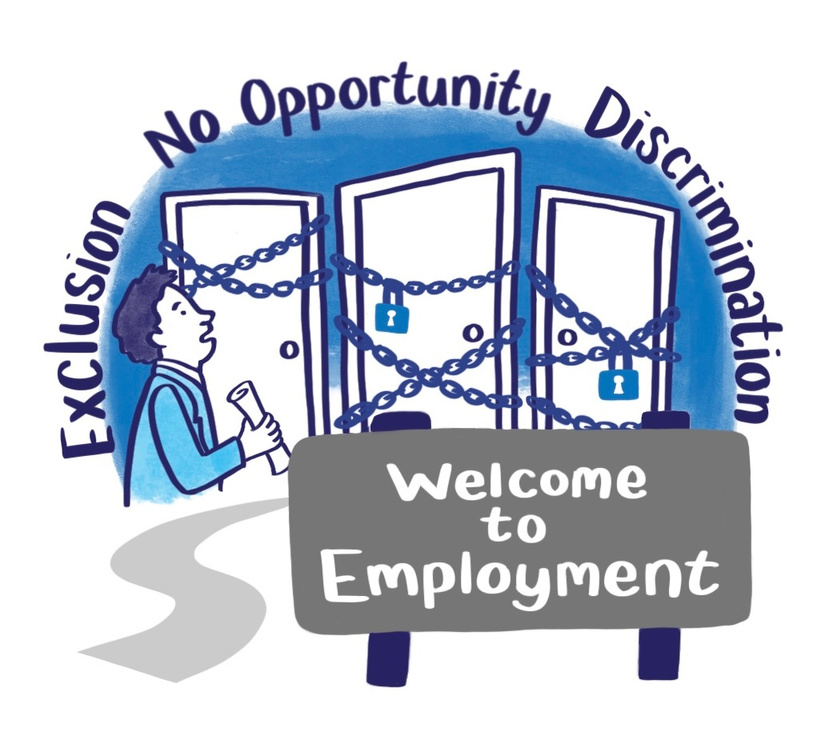 Exclusion
No Opportunity
Discrimination
Welcome
to
Employment